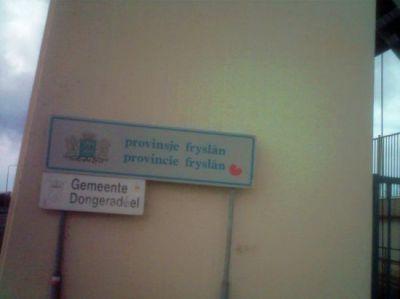 provinsje fryslân
provincie fryslân
Gemeente
Dongeradeel